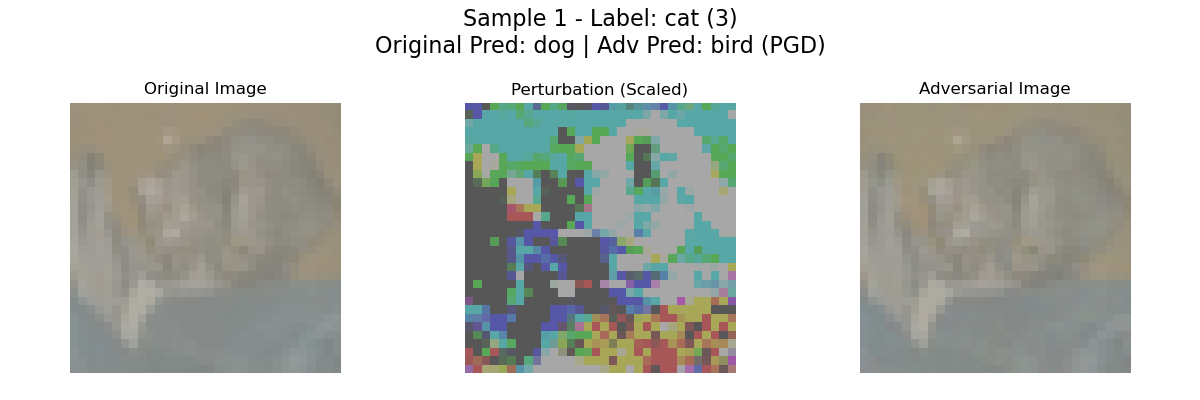 Sample 1 - Label: cat (3)
Original Pred: dog | Adv Pred: bird (PGD)
Original Image
Perturbation (Scaled)
Adversarial Image